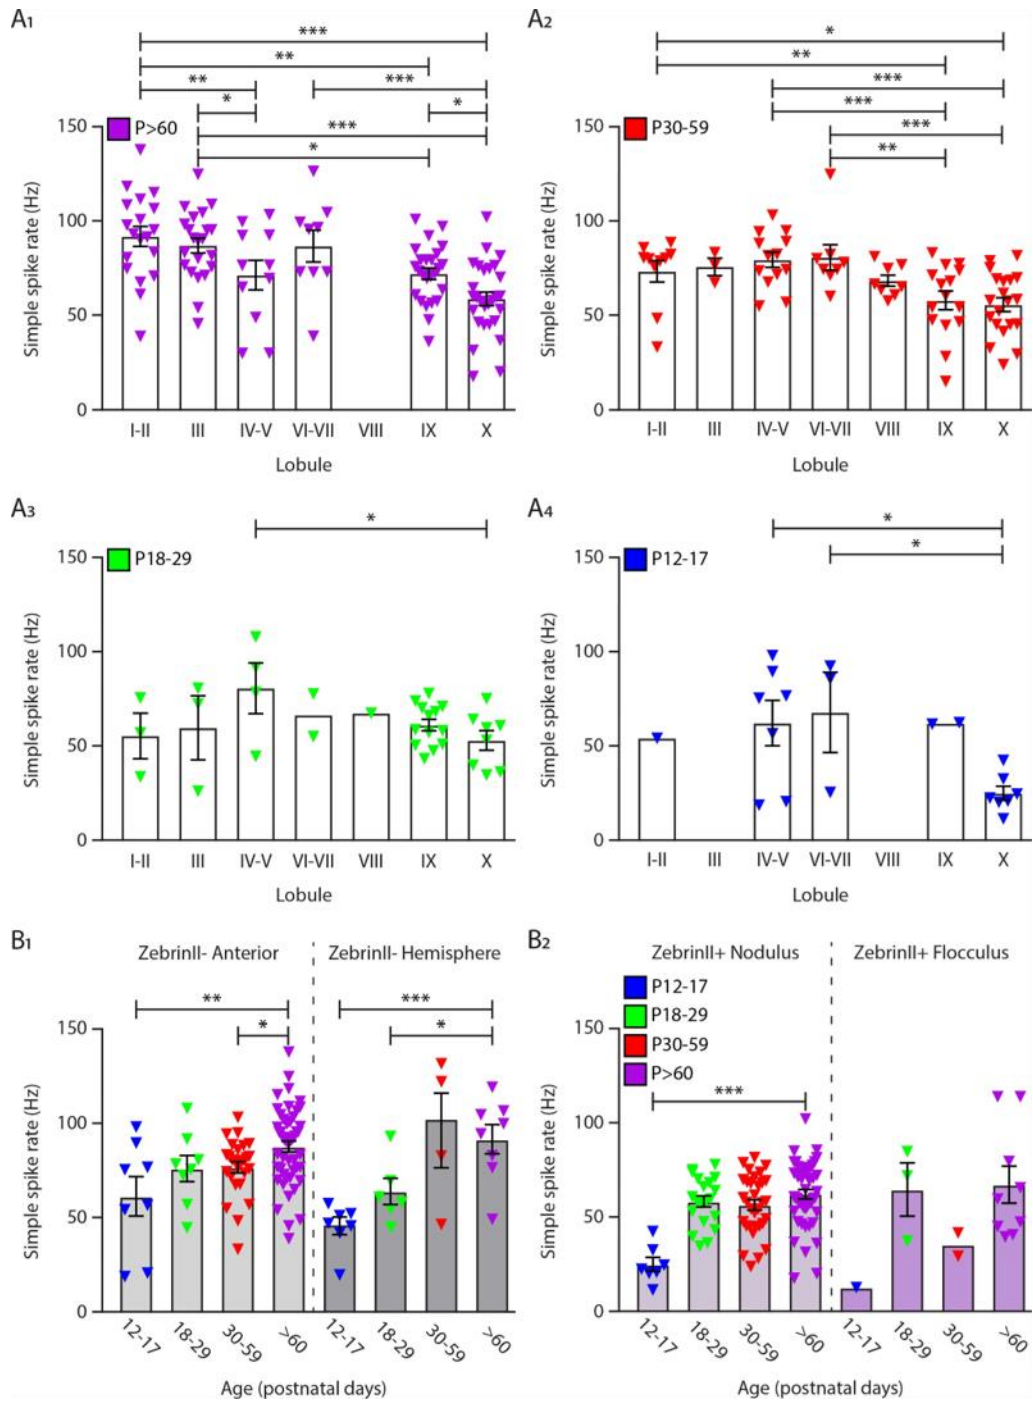 A1
***
**
**
***
*
*
***
*
150
P>60
100
50
0
Simple spike rate (Hz)
I-II III IV-V VI-VII VIII IX X
Lobule
A2
*
**
***
***
***
**
150
P30-59
100
50
0
Simple spike rate (Hz)
I-II III IV-V VI-VII VIII IX X
Lobule
A3
*
150
P18-29
100
50
0
Simple spike rate (Hz)
I-II III IV-V VI-VII VIII IX X
Lobule
A4
*
*
150
P12-17
100
50
0
Simple spike rate (Hz)
I-II III IV-V VI-VII VIII IX X
Lobule
B1
ZebrinII- Anterior ZebrinII- Hemisphere
** ***
* *
150
100
50
0
Simple spike rate (Hz)
12-17 18-29 30-59 >60 12-17 18-29 30-59 >60
Age (postnatal days)
B2
ZebrinII+ Nodulus ZebrinII+ Flocculus
P12-17
P18-29
P30-59
P>60
***
150
100
50
0
Simple spike rate (Hz)
12-17 18-29 30-59 >60 12-17 18-29 30-59 >60
Age (postnatal days)